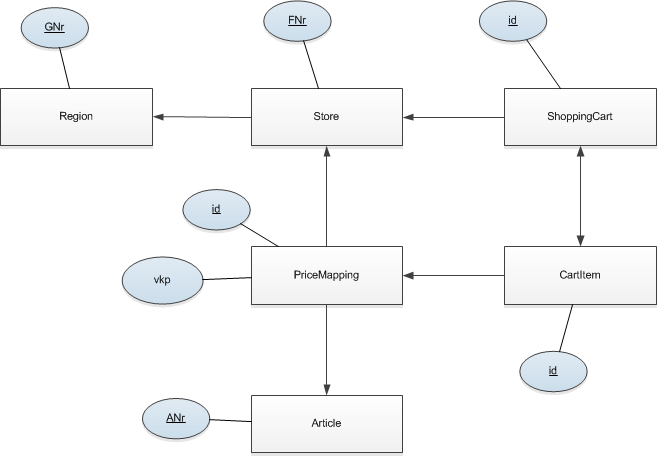 GNr
FNr
id
Region
Store
ShoppingCart
id
vkp
PriceMapping
CartItem
id
ANr
Article